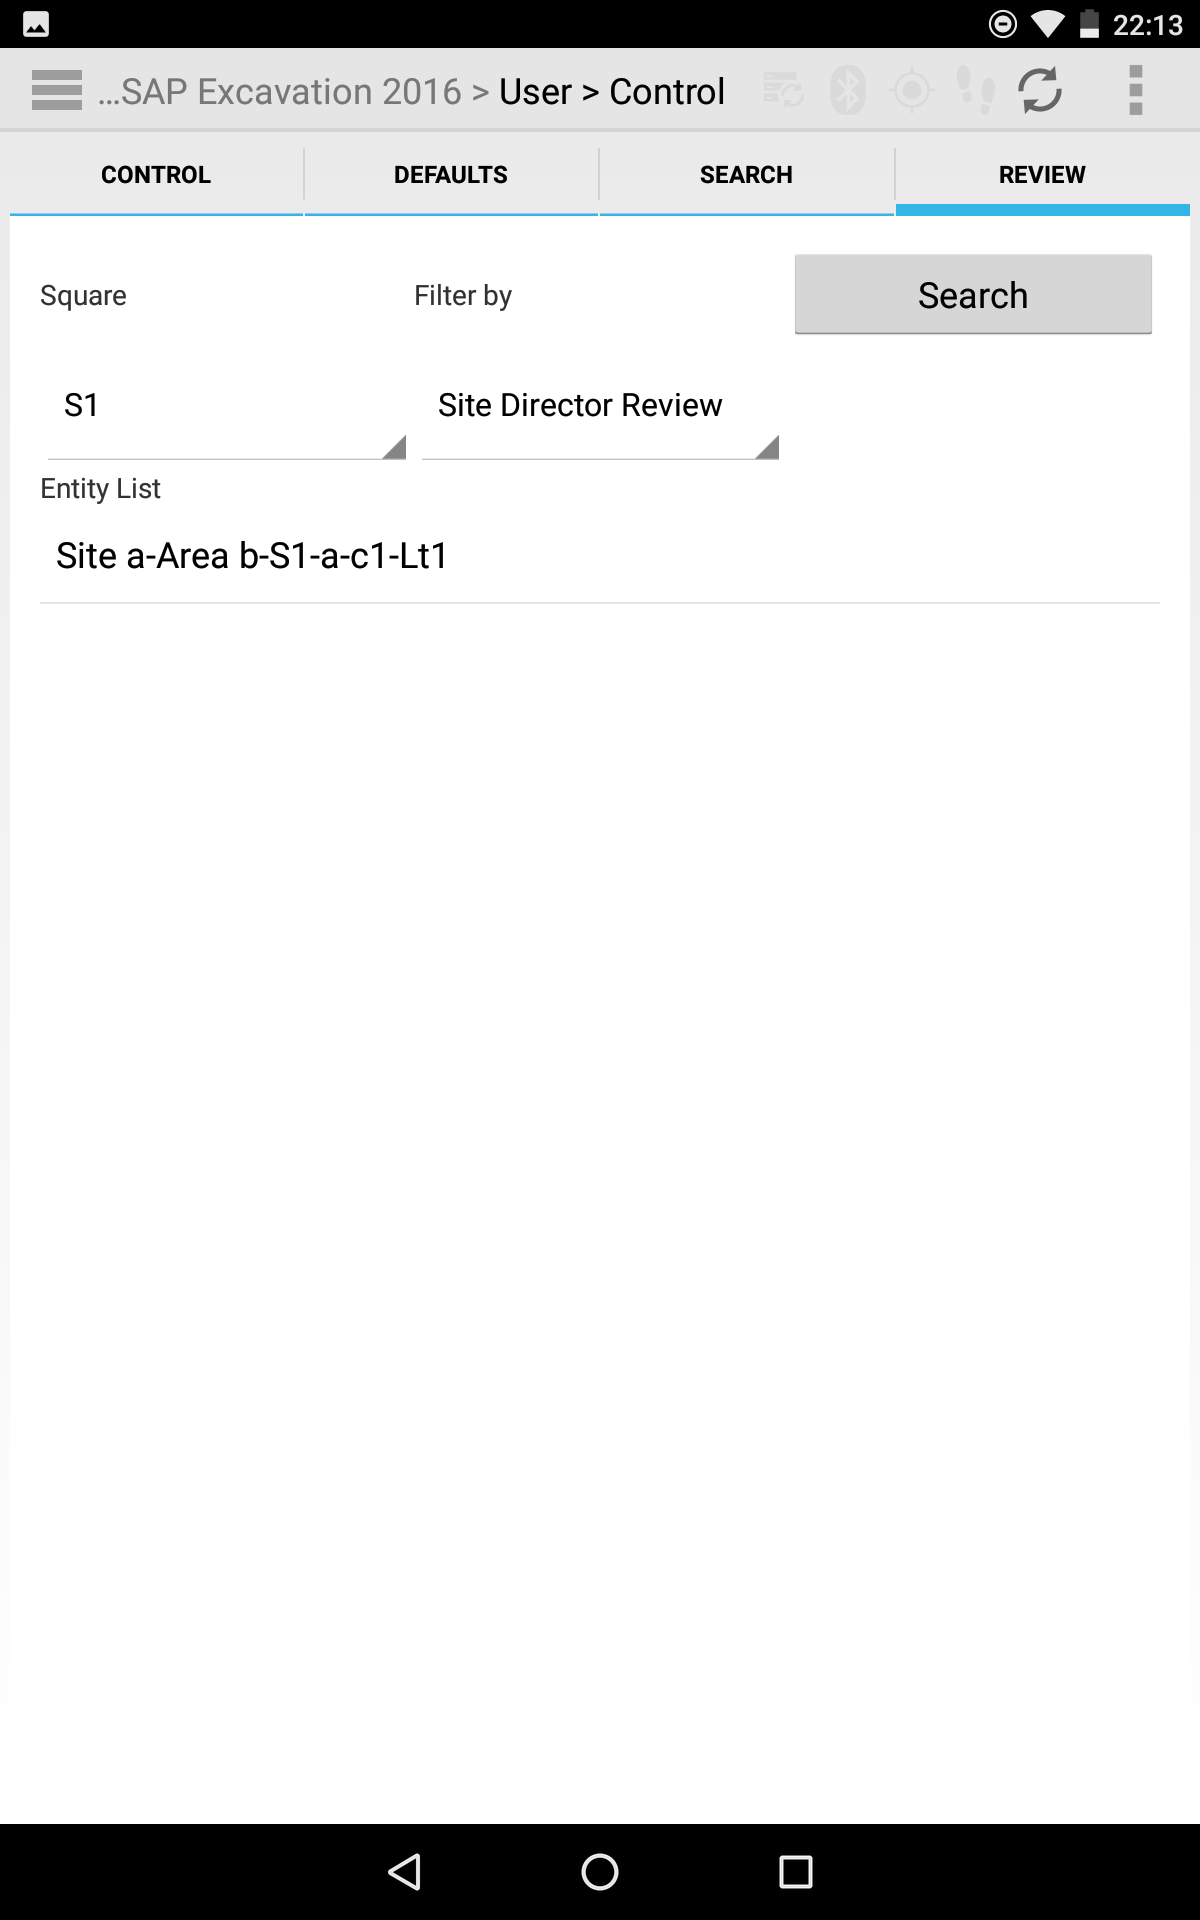 22:13
...SAP Excavation 2016 > User > Control
CONTROL DEFAULTS SEARCH REVIEW
Square Filter by Search
S1 Site Director Review
Entity List
Site a-Area b-S1-a-c1-Lt1